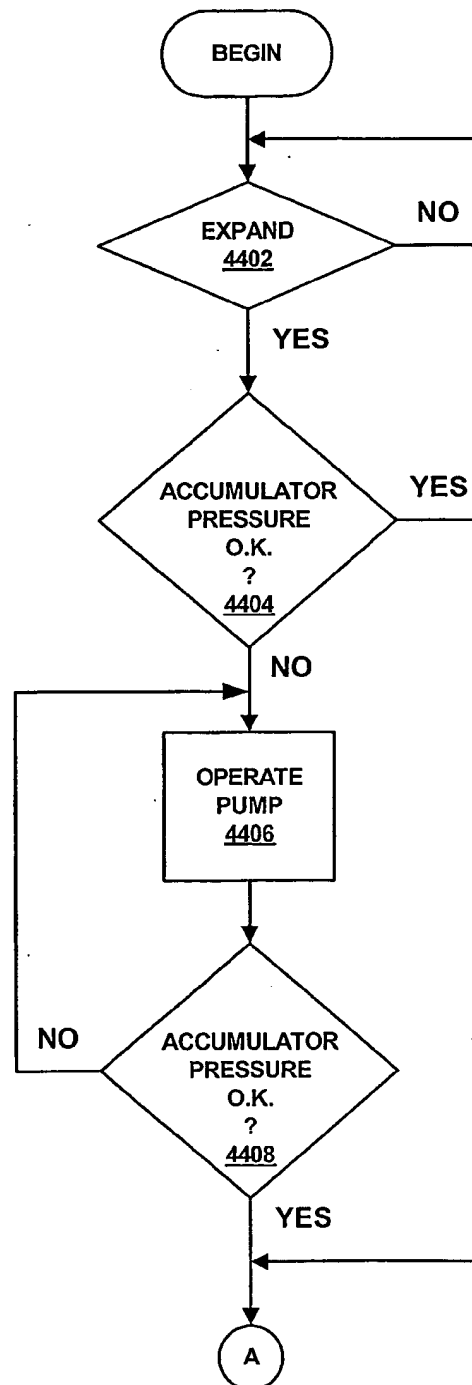 BEGIN
EXPAND
4402
NO
YES
ACCUMULATOR
PRESSURE
O.K.
?
4404
YES
NO
OPERATE
PUMP
4406
NO
ACCUMULATOR
PRESSURE
O.K.
?
4408
YES
A